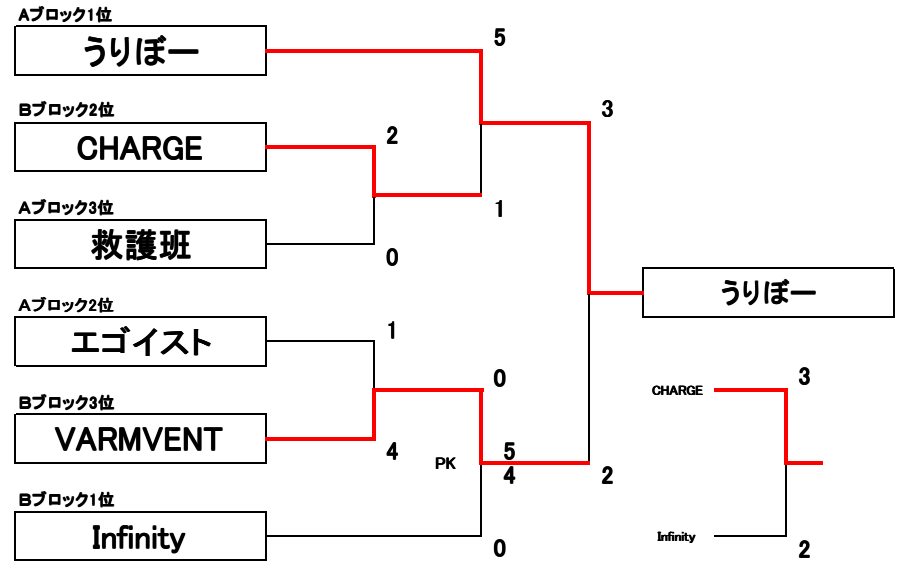 Aブロック1位
うりぼー
5
3
Bブロック2位
CHARGE
2
Aブロック3位
1
救護班
0
うりぼー
Aブロック2位
エゴイスト
1
0
3
CHARGE
Bブロック3位
VARMVENT
4
PK
5
4
2
Bブロック1位
Infinity
0
Infinity
2